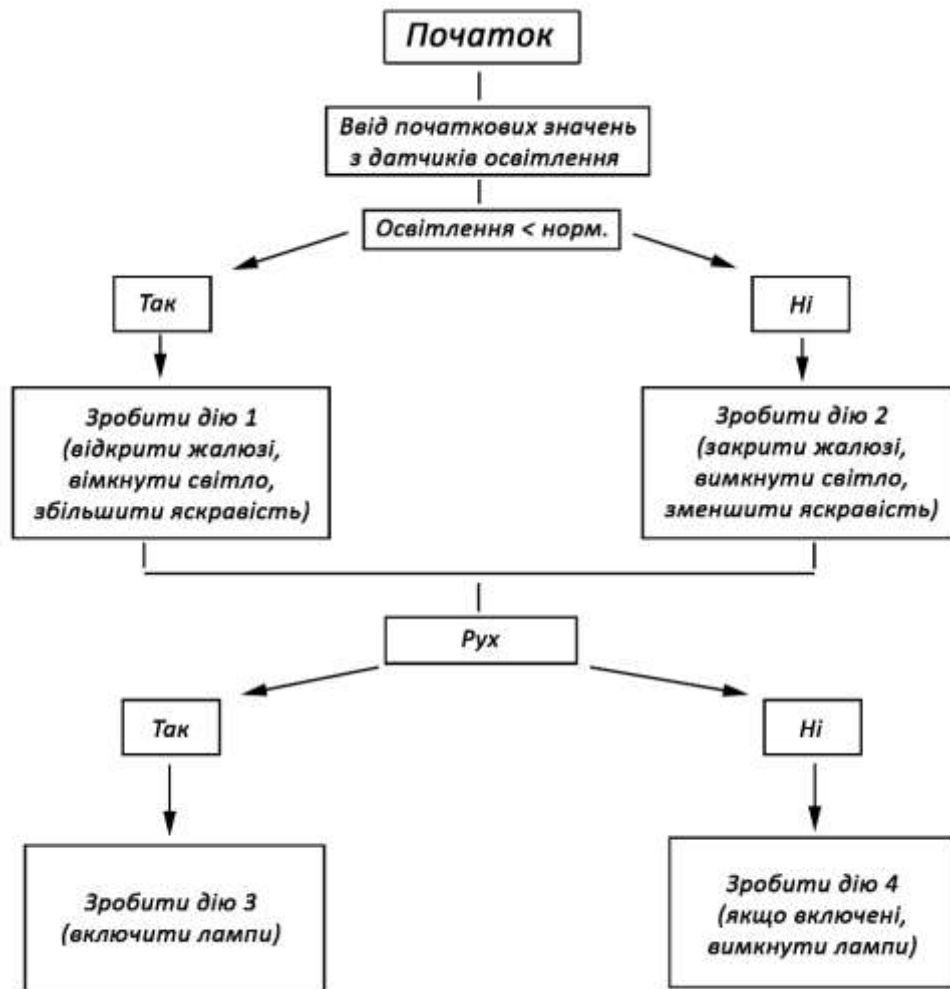 Початок
Ввід початкових значень
з датчиків освітлення
Освітлення < норм.
Так
Ні
Зробити дію 1
(відкрити жалюзі,
вімкнути світло,
збільшити яскравість)
Зробити дію 2
(закрити жалюзі,
вимкнути світло,
зменшити яскравість)
Рух
Так
Ні
Зробити дію 3
(включити лампи)
Зробити дію 4
(якщо включені,
вимкнути лампи)